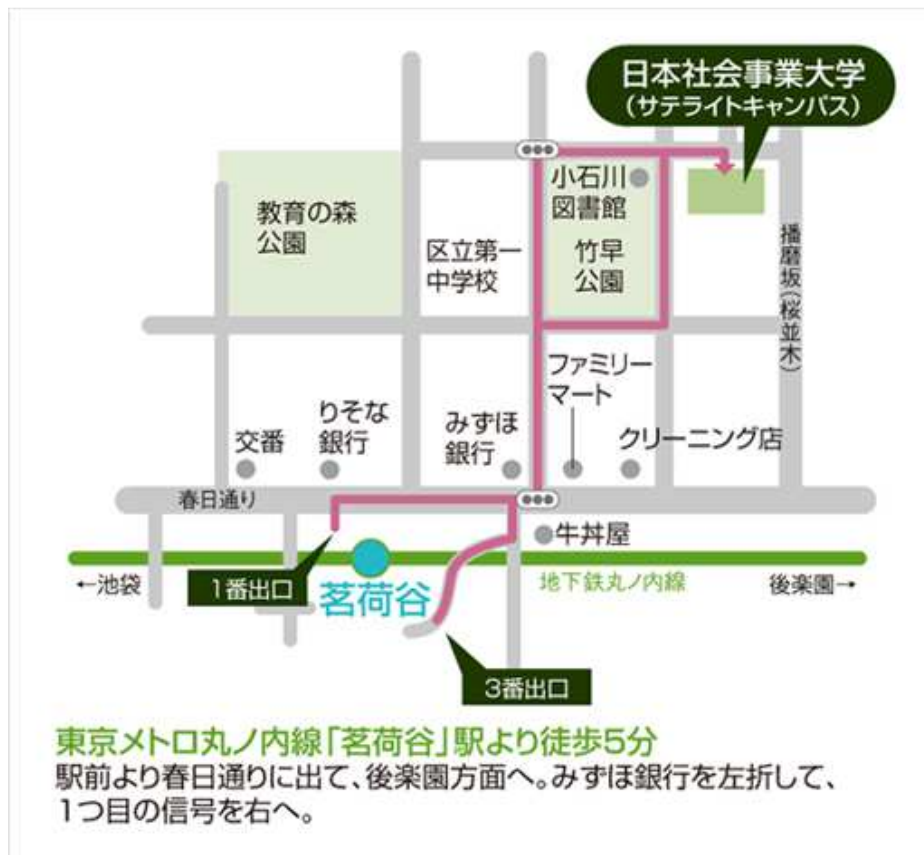 日本社会事業大学
（サテライトキャンパス）
小石川
図書館
教育の森
公園
区立第一
中学校
竹早
公園
播磨坂（桜並木）
ファミリー
マート
りそな
銀行
みずほ
銀行
交番
クリーニング店
春日通り
牛丼屋
←池袋
1番出口
茗荷谷
地下鉄丸ノ内線
後楽園→
3番出口
東京メトロ丸ノ内線「茗荷谷」駅より徒歩5分
駅前より春日通りに出て、後楽園方面へ。みずほ銀行を左折して、
1つ目の信号を右へ。